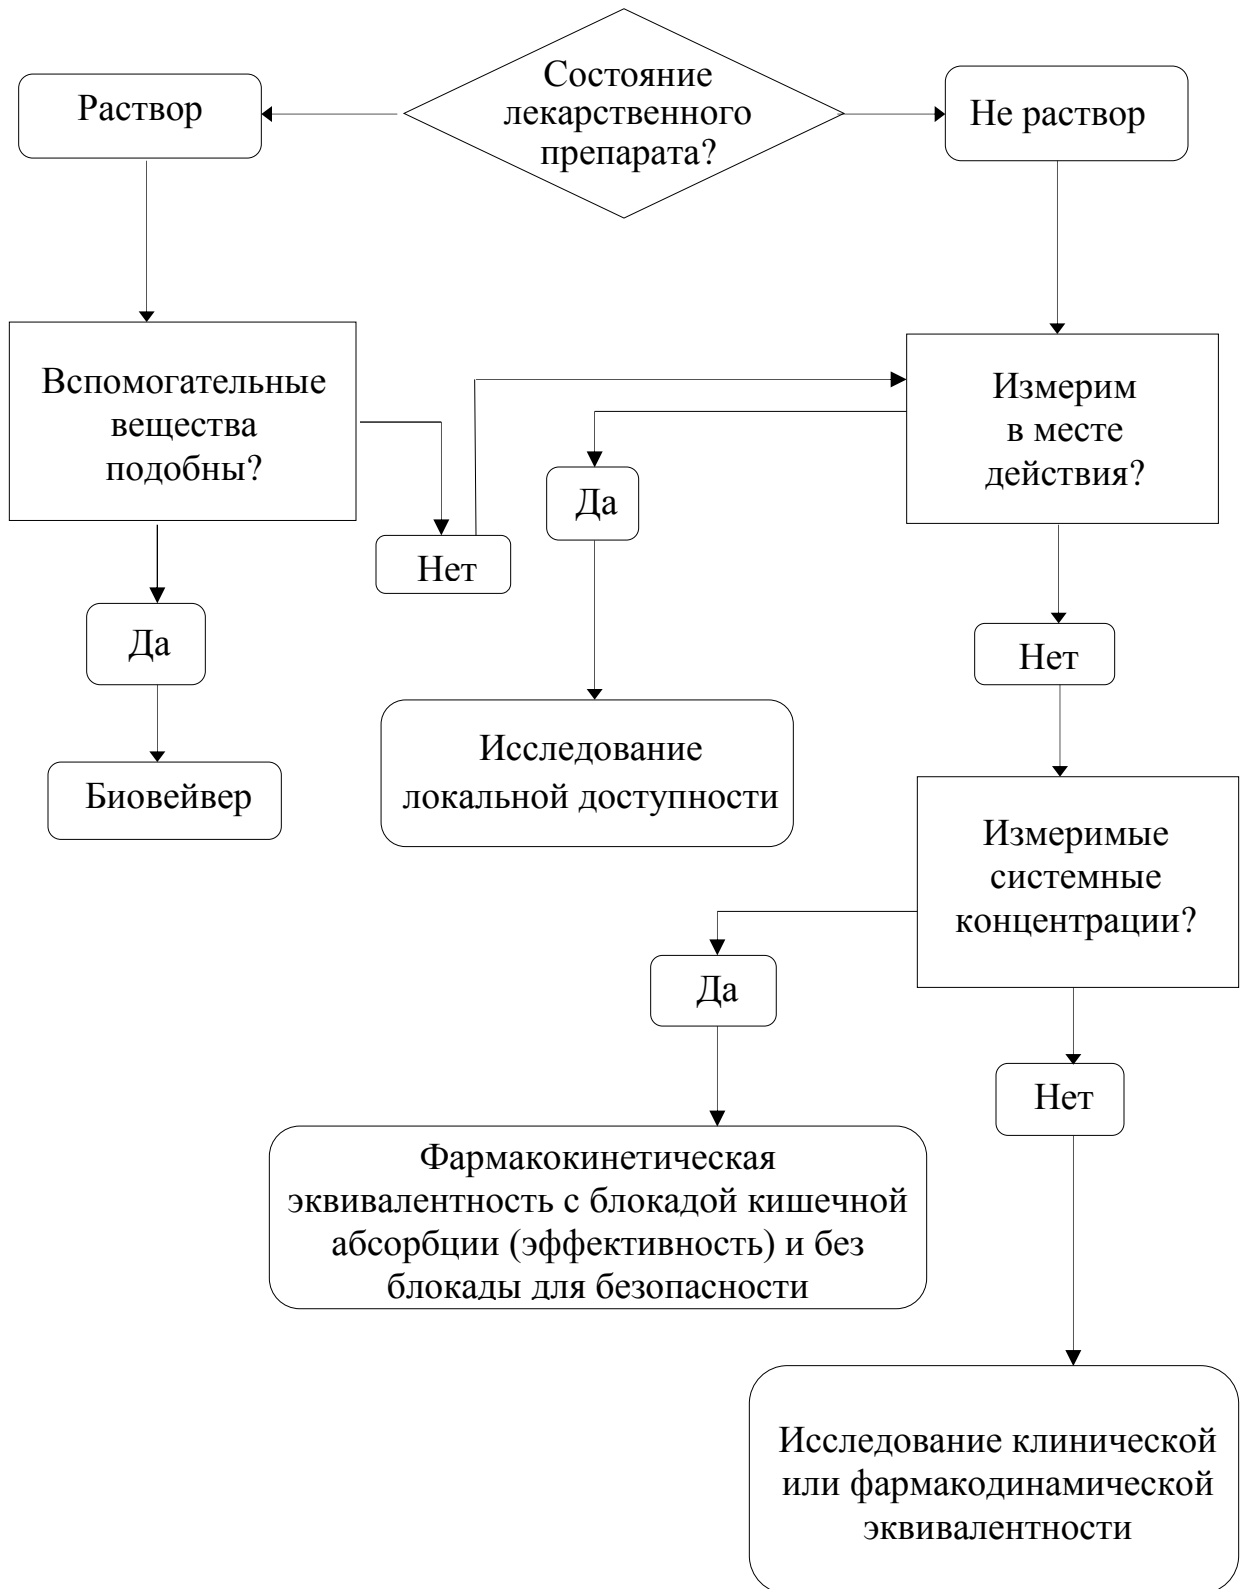 Состояние
лекарственного
препарата?
Раствор
Не раствор
Вспомогательные
вещества
подобны?
Измерим
в месте
действия?
Да
Нет
Да
Нет
Биовейвер
Исследование
локальной доступности
Измеримые
системные
концентрации?
Да
Нет
Фармакокинетическая
эквивалентность с блокадой кишечной
абсорбции (эффективность) и без
блокады для безопасности
Исследование клинической
или фармакодинамической
эквивалентности